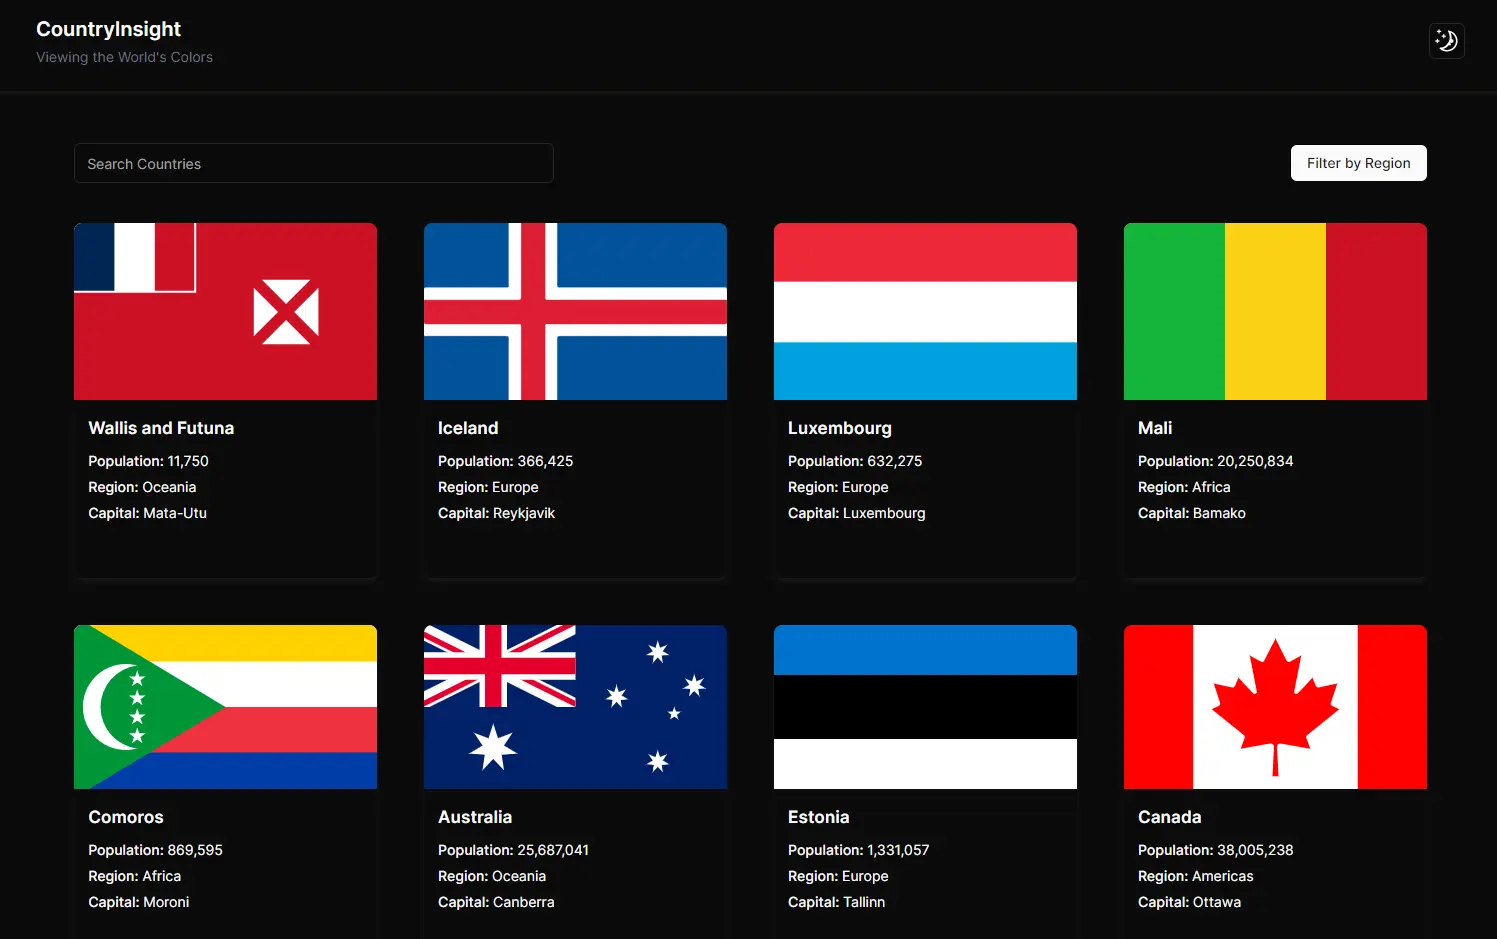 CountryInsight
Viewing the World's Colors
Search Countries
Filter by Region
Wallis and Futuna
Population: 11,750
Region: Oceania
Capital: Mata-Utu
Iceland
Population: 366,425
Region: Europe
Capital: Reykjavik
Luxembourg
Population: 632,275
Region: Europe
Capital: Luxembourg
Mali
Population: 20,250,834
Region: Africa
Capital: Bamako
Comoros
Population: 869,595
Region: Africa
Capital: Moroni
Australia
Population: 25,687,041
Region: Oceania
Capital: Canberra
Estonia
Population: 1,331,057
Region: Europe
Capital: Tallinn
Canada
Population: 38,005,238
Region: Americas
Capital: Ottawa